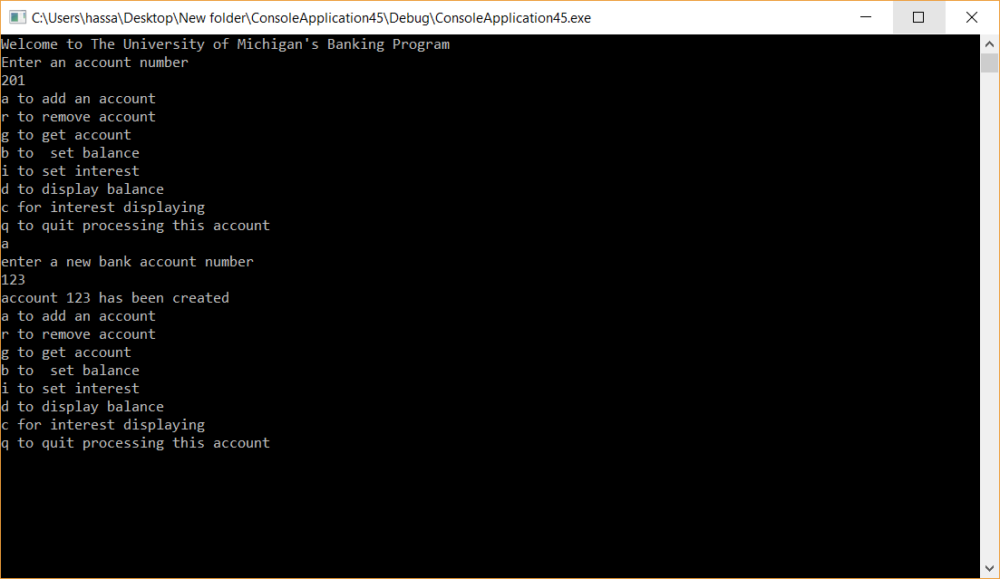 C:\Users\hassa\Desktop\New folder\ConsoleApplication45\Debug\ConsoleApplication45.exe
Welcome to The University of Michigan's Banking Program
Enter an account number
201
a to add an account
r to remove account
g to get account
b to  set balance
i to set interest
d to display balance
c for interest displaying
q to quit processing this account
a
enter a new bank account number
123
account 123 has been created
a to add an account
r to remove account
g to get account
b to  set balance
i to set interest
d to display balance
c for interest displaying
q to quit processing this account